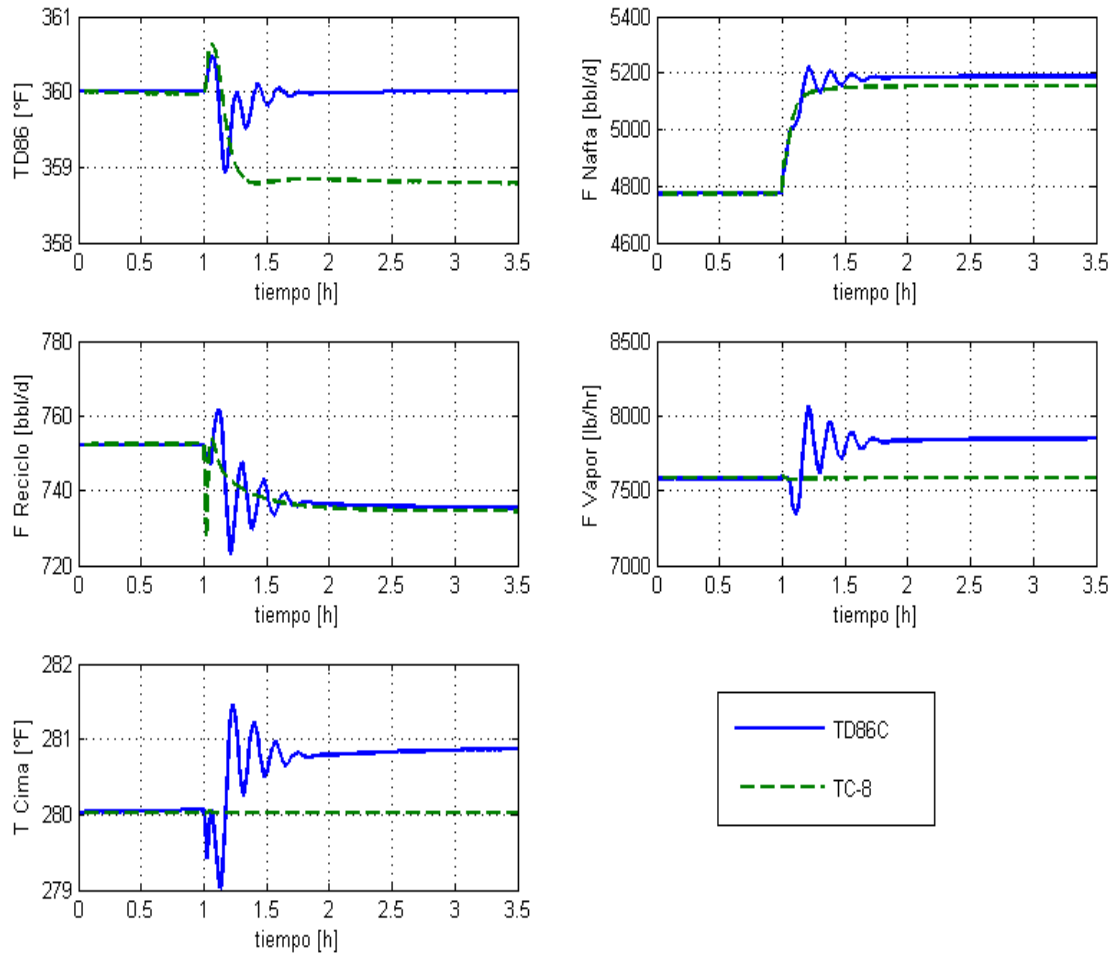 TD86 [°F]
361
360
359
358
0 0.5 1 1.5 2 2.5 3 3.5
tiempo [h]
F Nafta [bbl/d]
5400
5200
5000
4800
4600
0 0.5 1 1.5 2 2.5 3 3.5
tiempo [h]
F Reciclo [bbl/d]
780
760
740
720
0 0.5 1 1.5 2 2.5 3 3.5
tiempo [h]
F Vapor [lb/hr]
8500
8000
7500
7000
0 0.5 1 1.5 2 2.5 3 3.5
tiempo [h]
T Cima [°F]
282
281
280
279
0 0.5 1 1.5 2 2.5 3 3.5
tiempo [h]
TD86C
TC-8